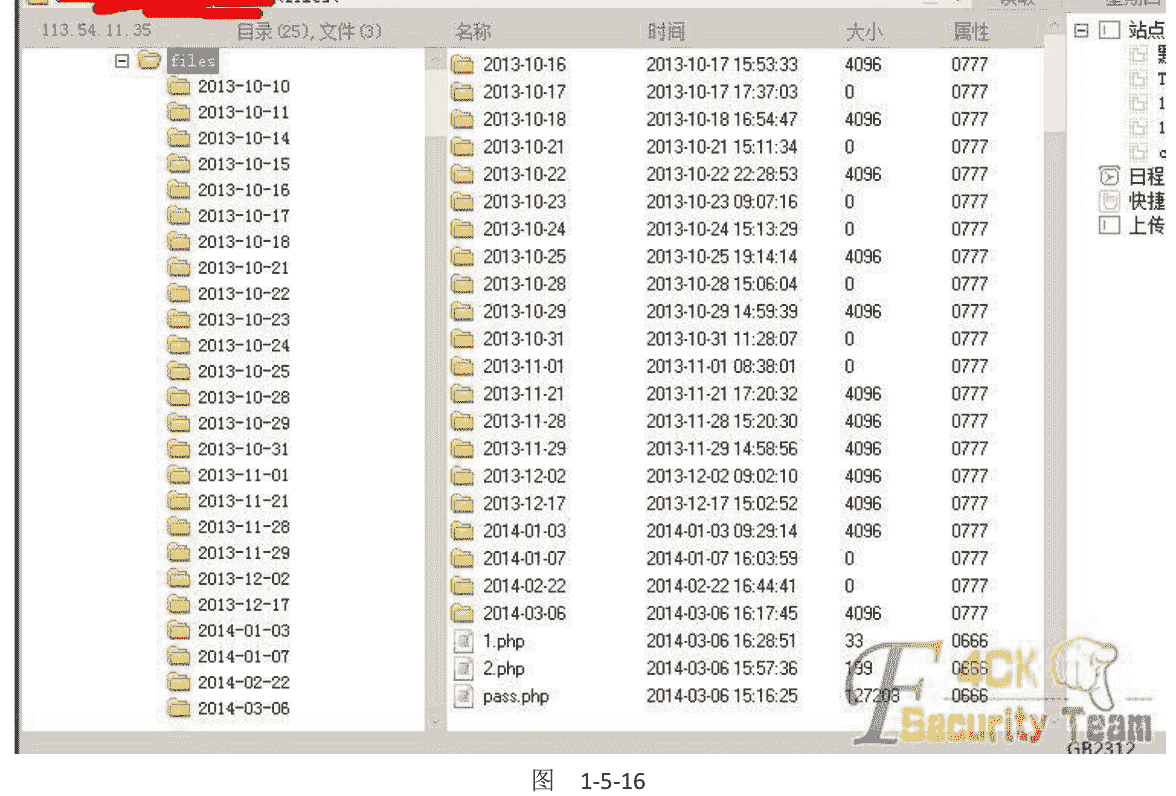 113.54.11.35 目录(25),文件(3) 名称 时间 大小 属性
files
2013-10-10
2013-10-11
2013-10-14
2013-10-15
2013-10-16
2013-10-17
2013-10-18
2013-10-21
2013-10-22
2013-10-23
2013-10-24
2013-10-25
2013-10-28
2013-10-29
2013-10-31
2013-11-01
2013-11-21
2013-11-28
2013-11-29
2013-12-02
2013-12-17
2014-01-03
2014-01-07
2014-02-22
2014-03-06
2013-10-16 2013-10-17 15:53:33 4096 0777
2013-10-17 2013-10-17 17:37:03 0 0777
2013-10-18 2013-10-18 16:54:47 4096 0777
2013-10-21 2013-10-21 15:11:34 0 0777
2013-10-22 2013-10-22 22:28:53 4096 0777
2013-10-23 2013-10-23 09:07:16 0 0777
2013-10-24 2013-10-24 15:13:29 0 0777
2013-10-25 2013-10-25 19:14:14 4096 0777
2013-10-28 2013-10-28 15:06:04 0 0777
2013-10-29 2013-10-29 14:59:39 4096 0777
2013-10-31 2013-10-31 11:28:07 0 0777
2013-11-01 2013-11-01 08:38:01 0 0777
2013-11-21 2013-11-21 17:20:32 4096 0777
2013-11-28 2013-11-28 15:20:30 4096 0777
2013-11-29 2013-11-29 14:58:56 4096 0777
2013-12-02 2013-12-02 09:02:10 4096 0777
2013-12-17 2013-12-17 15:02:52 4096 0777
2014-01-03 2014-01-03 09:29:14 4096 0777
2014-01-07 2014-01-07 16:03:59 0 0777
2014-02-22 2014-02-22 16:44:41 0 0777
2014-03-06 2014-03-06 16:17:45 4096 0777
1.php 2014-03-06 16:28:51 33 0666
2.php 2014-03-06 15:57:36 199 0666
pass.php 2014-03-06 15:16:25 127203 0666
站点
日程
快捷
上传
F4CK
Security Team
GB2312
图 1-5-16